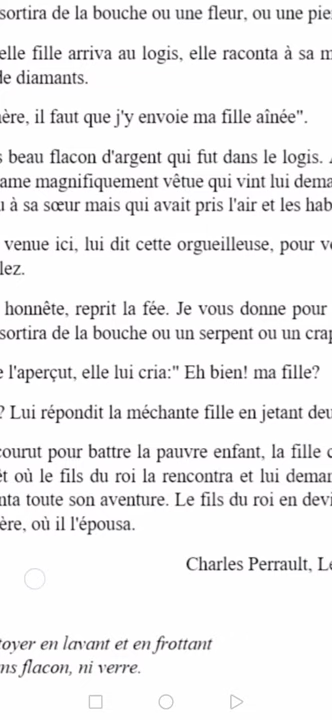 sortira de la bouche ou une fleur, ou une pie
elle fille arriva au logis, elle raconta à sa m
de diamants.
ère, il faut que j'y envoie ma fille aînée".
s beau flacon d'argent qui fut dans le logis.
ame magnifiquement vêtue qui vint lui dema
u à sa sœur mais qui avait pris l'air et les hab
venue ici, lui dit cette orgueilleuse, pour v
lez.
honnête, reprit la fée. Je vous donne pour
sortira de la bouche ou un serpent ou un crap
e l'aperçut, elle lui cria:" Eh bien! ma fille?
? Lui répondit la méchante fille en jetant deu
courut pour battre la pauvre enfant, la fille
êt où le fils du roi la rencontra et lui demar
nta toute son aventure. Le fils du roi en devi
ère, où il l'épousa.
Charles Perrault, Le
toyer en lavant et en frottant
ns flacon, ni verre.